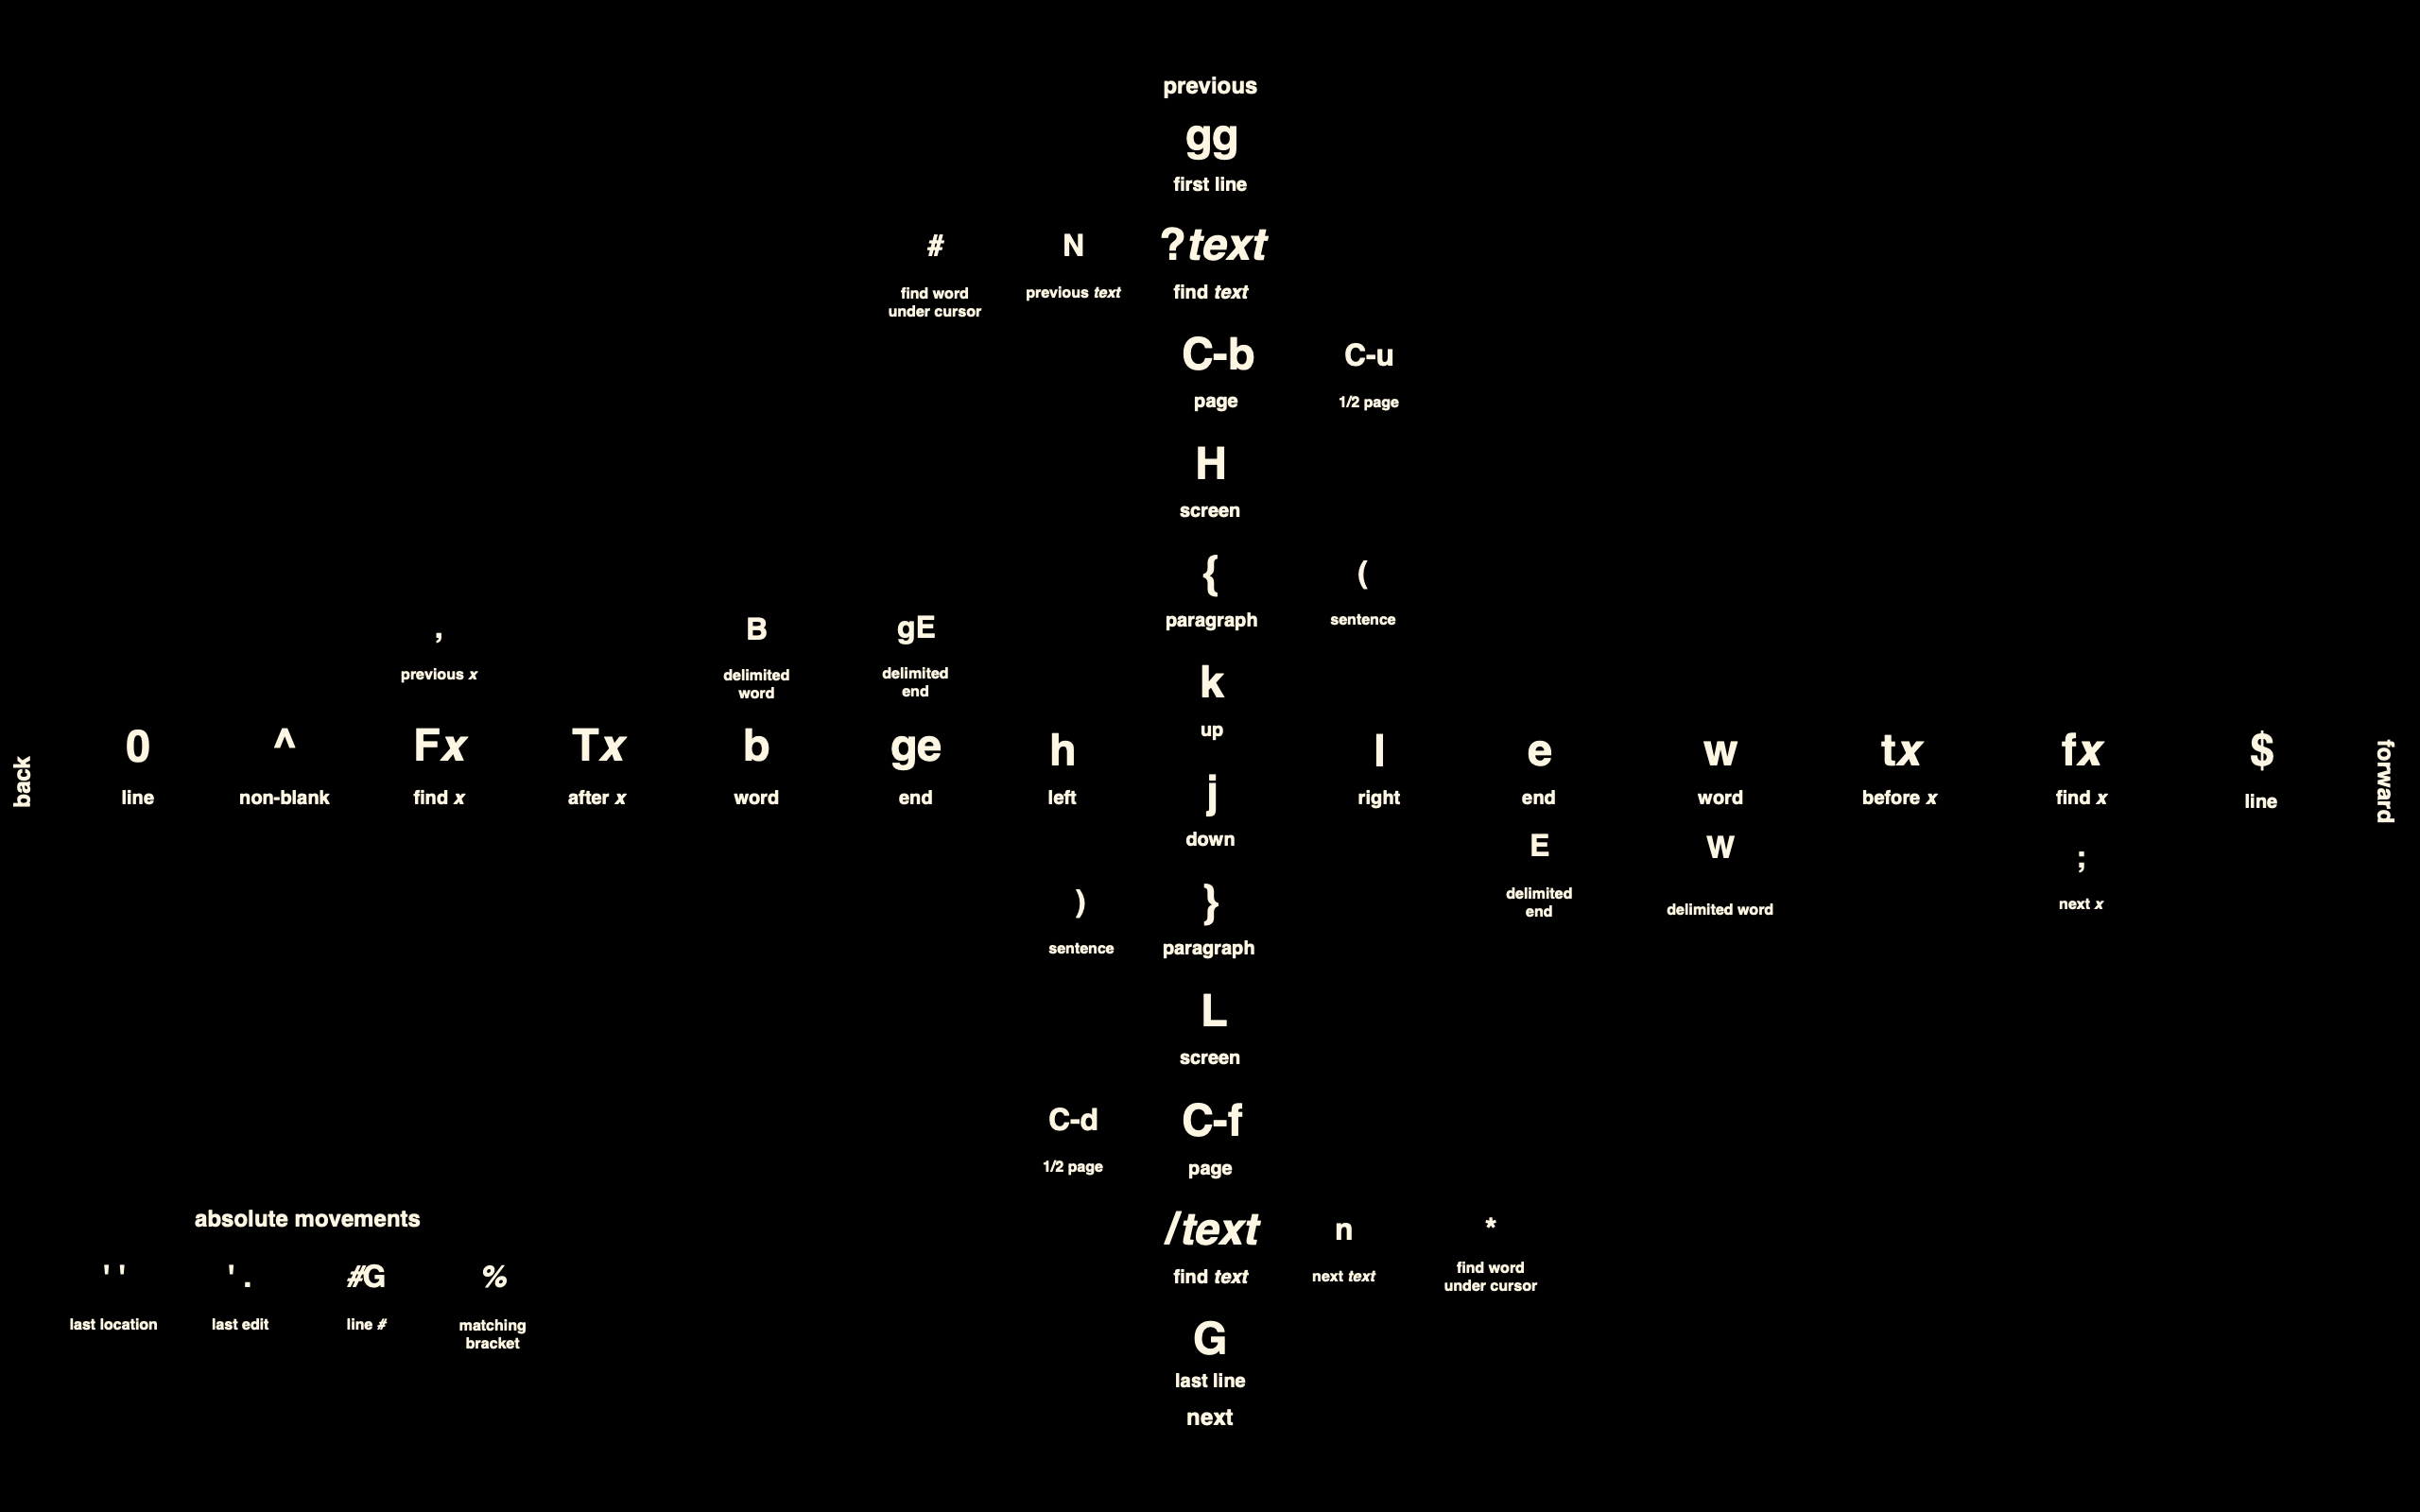 previous
gg
first line
# N ?text
find word previous text find text
under cursor
C-b C-u
page 1/2 page
H
screen
{ (
paragraph sentence
, B gE
previous x delimited delimited
word end
k
up
back 0 ^ Fx Tx b ge h l e w tx fx $ forward
line non-blank find x after x word end left j right end word before x find x line
down
E W ;
delimited delimited word next x
end
) }
sentence paragraph
L
screen
C-d C-f
1/2 page page
/text n *
find text next text find word
under cursor
G
last line
next
absolute movements
' ' ' . #G %
last location last edit line # matching
bracket